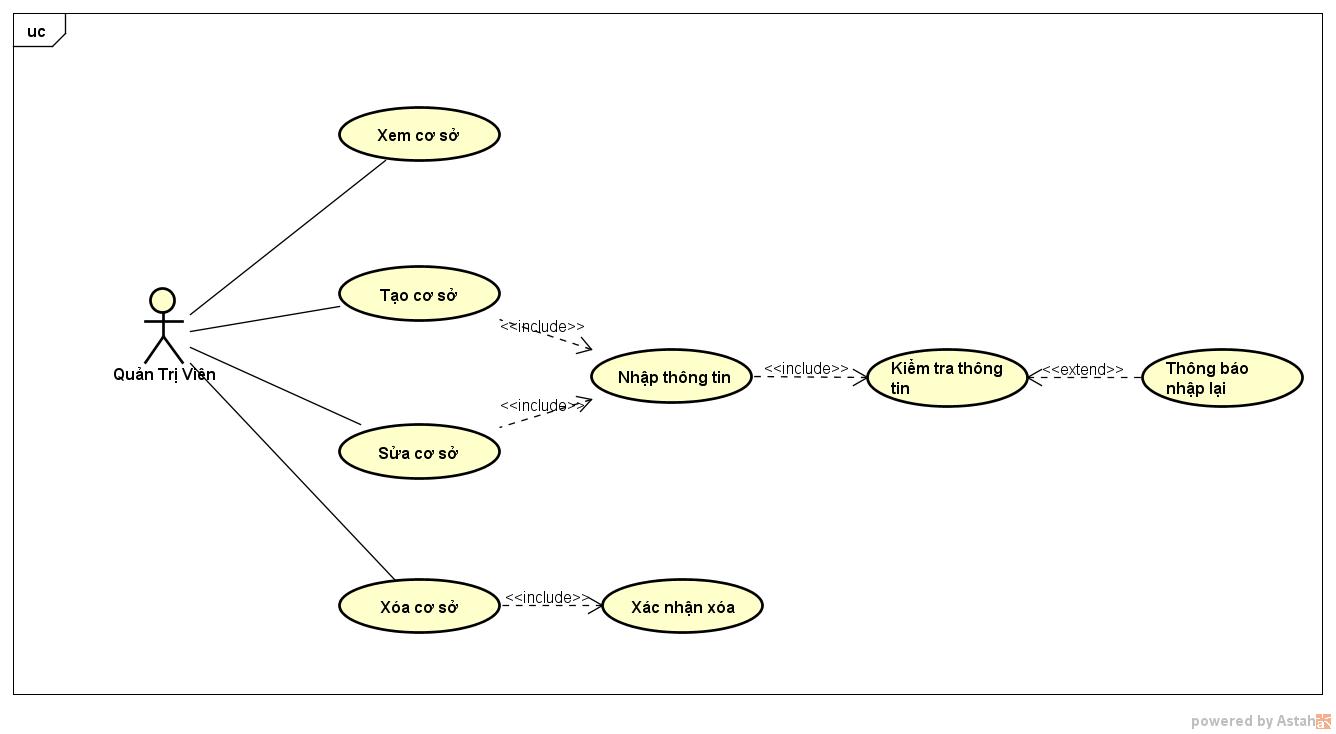 uc
Xem cơ sở
Tạo cơ sở
<<include>>
Nhập thông tin
<<include>>
Kiểm tra thông
tin
<<extend>>
Thông báo
nhập lại
Quản Trị Viên
<<include>>
Sửa cơ sở
Xóa cơ sở
<<include>>
Xác nhận xóa
powered by Astah